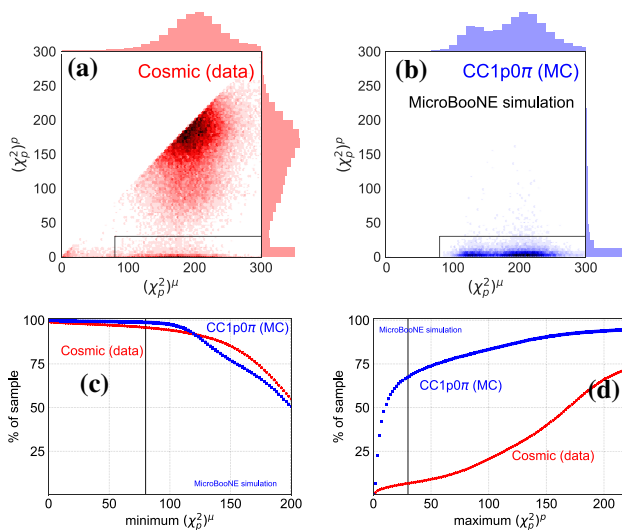 (a)
Cosmic (data)
300
250
200
150
100
50
0
(χ²ₚ)ᵖ
0
100
200
300
(χ²ₚ)ᵘ
(b)
CC1p0π (MC)
MicroBooNE simulation
300
250
200
150
100
50
0
(χ²ₚ)ᵖ
0
100
200
300
(χ²ₚ)ᵘ
100
75
50
25
% of sample
CC1p0π (MC)
Cosmic (data)
(c)
MicroBooNE simulation
0
50
100
150
200
minimum (χ²ₚ)ᵘ
100
75
50
25
% of sample
MicroBooNE simulation
CC1p0π (MC)
(d)
Cosmic (data)
0
50
100
150
200
maximum (χ²ₚ)ᵖ